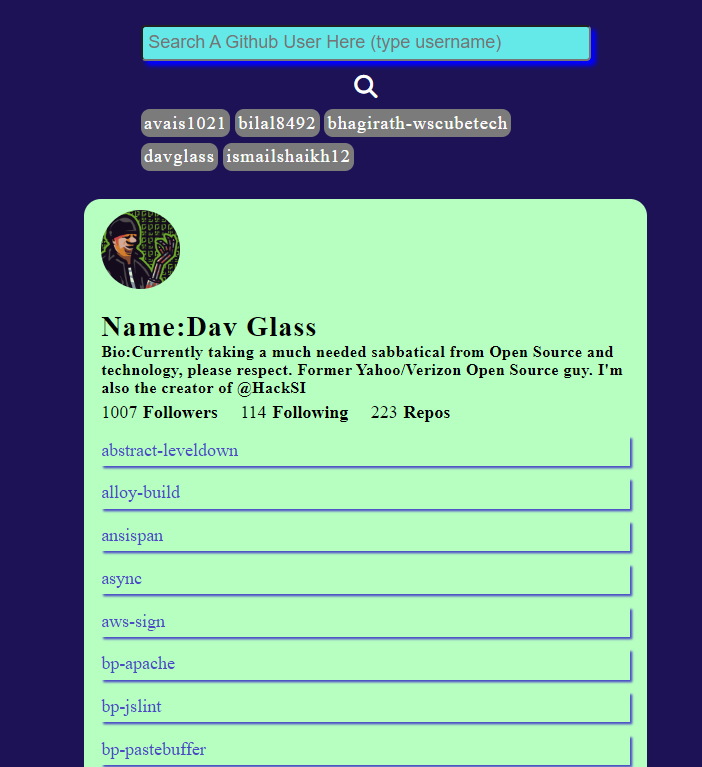 Search A Github User Here (type username)
avais1021 bilal8492 bhagirath-wscubetech
davglass ismailshaikh12
Name:Dav Glass
Bio:Currently taking a much needed sabbatical from Open Source and
technology, please respect. Former Yahoo/Verizon Open Source guy. I'm
also the creator of @HackSI
1007 Followers 114 Following 223 Repos
abstract-leveldown
alloy-build
ansispan
async
aws-sign
bp-apache
bp-jslint
bp-pastebuffer